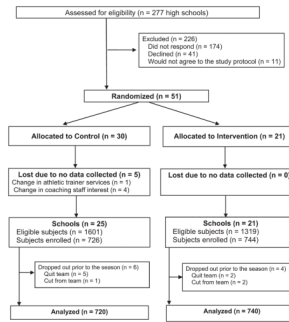 Assessed for eligibility (n = 277 high schools)
Excluded (n = 226)
Did not respond (n = 174)
Declined (n = 41)
Would not agree to the study protocol (n = 11)
Randomized (n = 51)
Allocated to Control (n = 30)
Allocated to Intervention (n = 21)
Lost due to no data collected (n = 5)
Change in athletic trainer services (n = 1)
Change in coaching staff interest (n = 4)
Lost due to no data collected (n = 0)
Schools (n = 25)
Eligible subjects (n = 1601)
Subjects enrolled (n = 726)
Schools (n = 21)
Eligible subjects (n = 1319)
Subjects enrolled (n = 744)
Dropped out prior to the season (n = 6)
Quit team (n = 5)
Cut from team (n = 1)
Dropped out prior to the season (n = 4)
Quit team (n = 2)
Cut from team (n = 2)
Analyzed (n = 720)
Analyzed (n = 740)